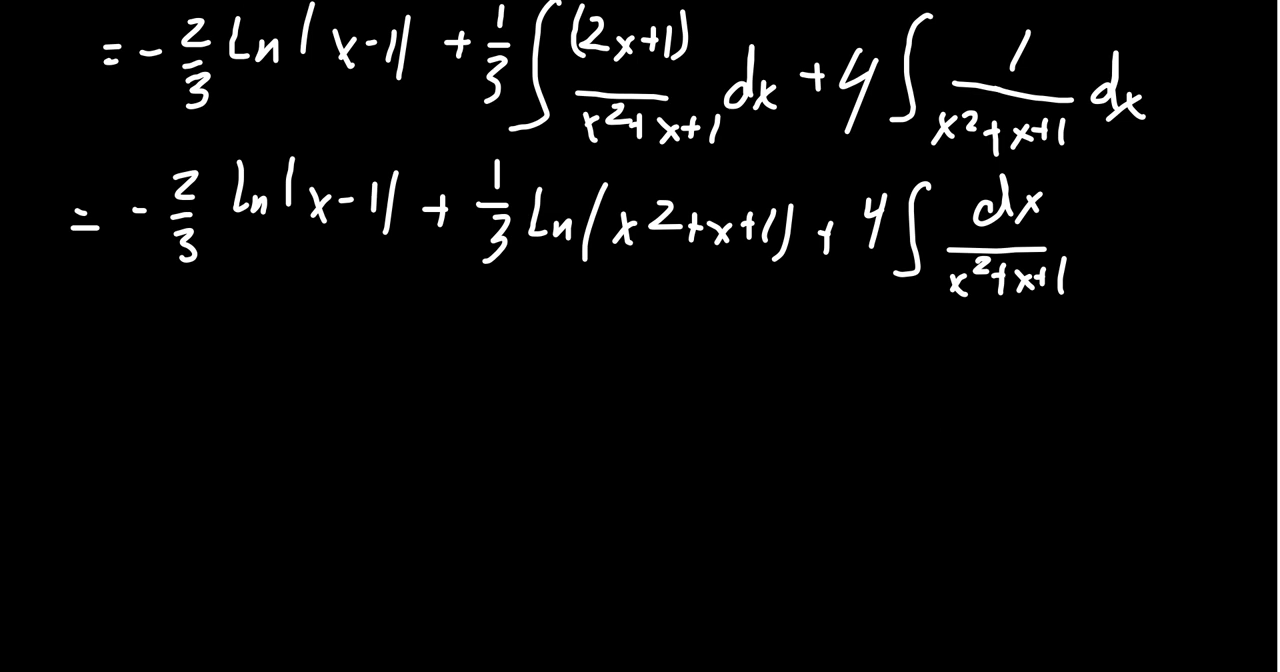 = - 2/3 Ln|x-1| + 1/3 ∫ (2x+1)/(x²+x+1) dx + 4 ∫ 1/(x²+x+1) dx
= - 2/3 Ln|x-1| + 1/3 Ln(x²+x+1) + 4 ∫ dx/(x²+x+1)